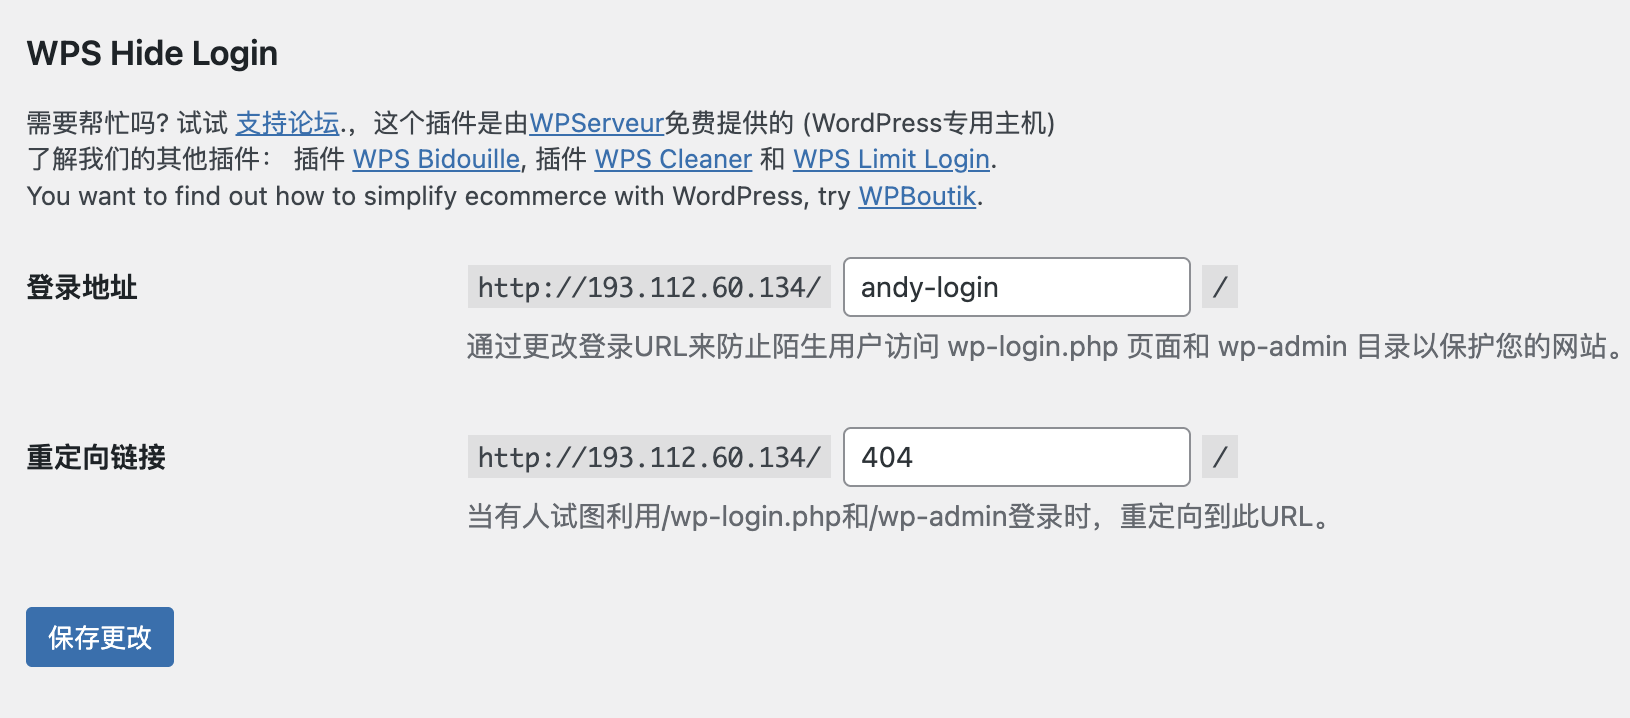 WPS Hide Login
需要帮忙吗? 试试 支持论坛.，这个插件是由WPServeur免费提供的 (WordPress专用主机)
了解我们的其他插件： 插件 WPS Bidouille, 插件 WPS Cleaner 和 WPS Limit Login.
You want to find out how to simplify ecommerce with WordPress, try WPBoutik.
登录地址 http://193.112.60.134/ andy-login /
通过更改登录URL来防止陌生用户访问 wp-login.php 页面和 wp-admin 目录以保护您的网站。
重定向链接 http://193.112.60.134/ 404 /
当有人试图利用/wp-login.php和/wp-admin登录时，重定向到此URL。
保存更改